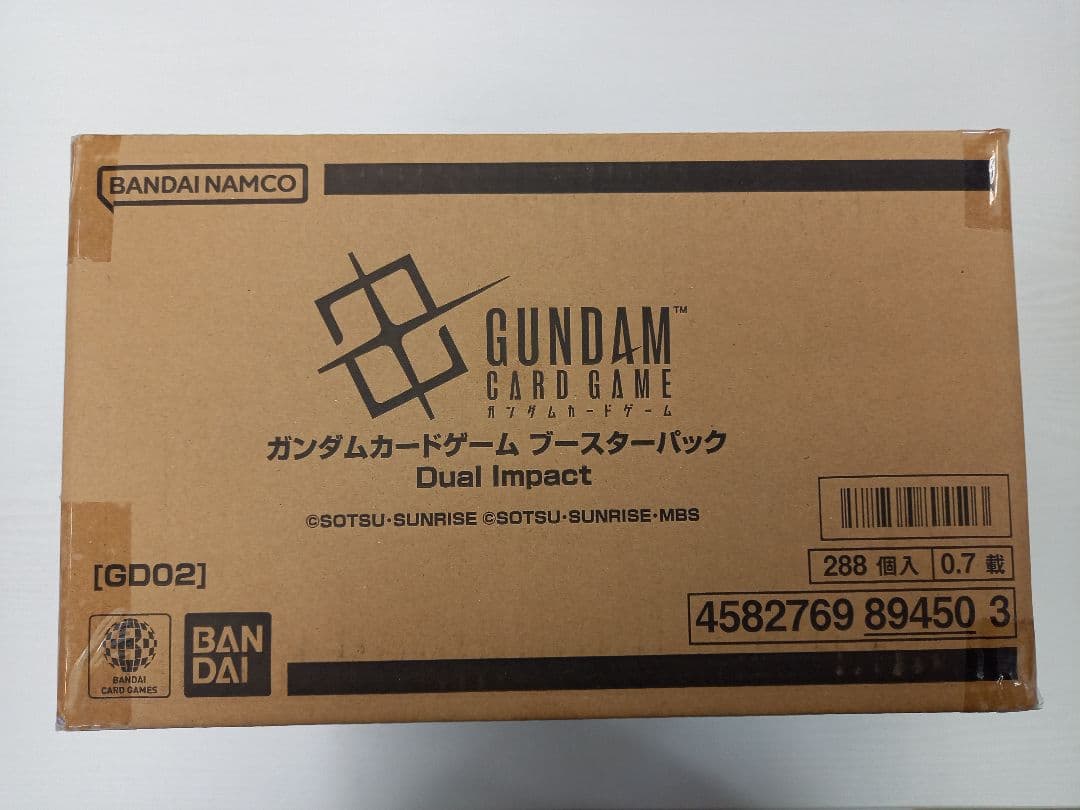 BANDAI NAMCO
GUNDAM™
CARD GAME
ガンダムカードゲーム
ガンダムカードゲーム ブースターパック
Dual Impact
©SOTSU・SUNRISE ©SOTSU・SUNRISE・MBS
288 個入 0.7 載
[GD02]
4582769 89450 3
BANDAI
CARD GAMES
BAN
DAI